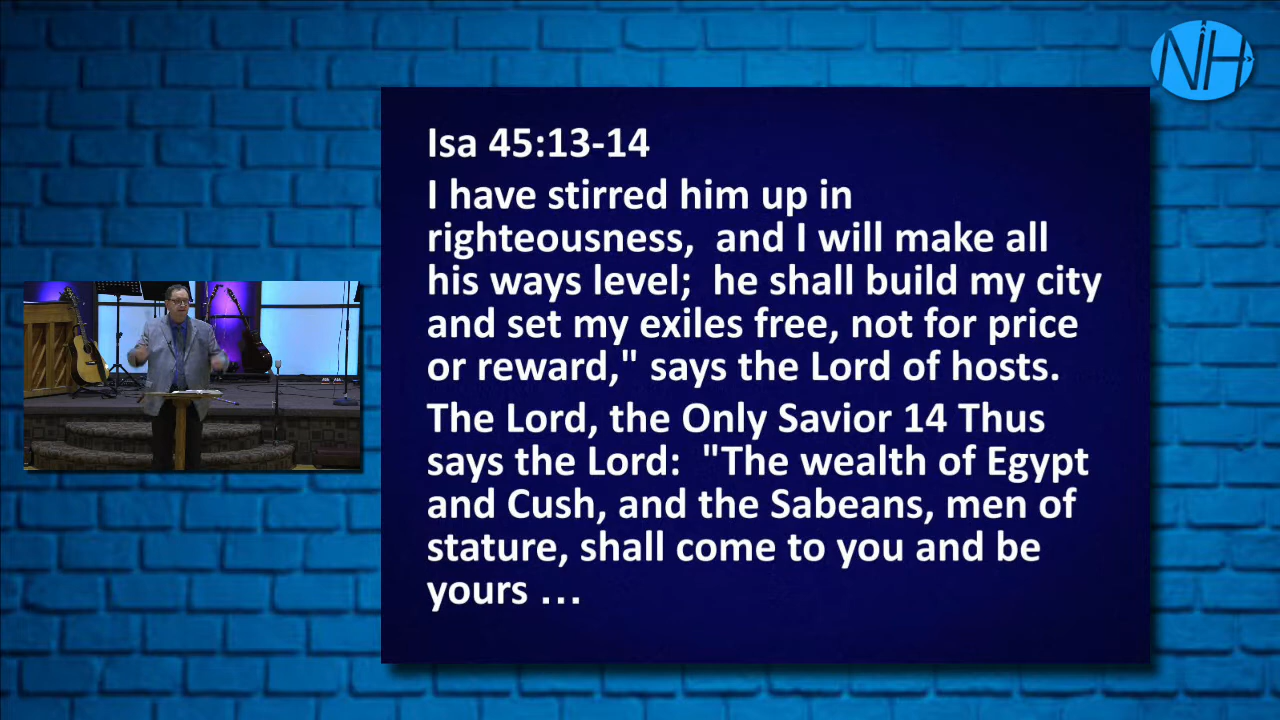 NH
Isa 45:13-14
I have stirred him up in
righteousness,  and I will make all
his ways level;  he shall build my city
and set my exiles free, not for price
or reward," says the Lord of hosts.
The Lord, the Only Savior 14 Thus
says the Lord:  "The wealth of Egypt
and Cush, and the Sabeans, men of
stature, shall come to you and be
yours …